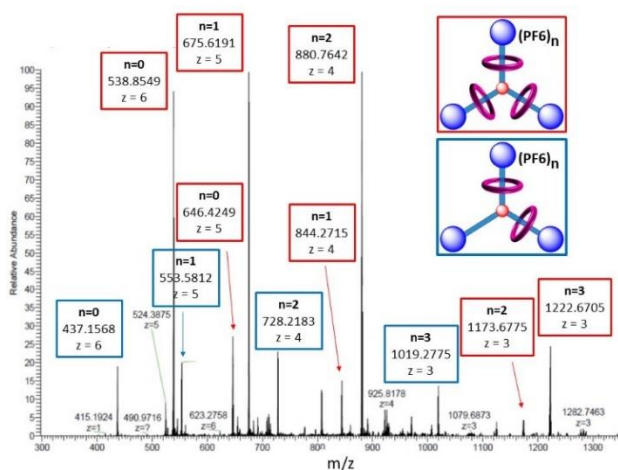 n=1
675.6191
z = 5
n=2
880.7642
z = 4
n=0
538.8549
z = 6
(PF6)n
(PF6)n
n=0
646.4249
z = 5
n=1
844.2715
z = 4
n=1
553.5812
z = 5
n=2
728.2183
z = 4
n=3
1019.2775
z = 3
n=2
1173.6775
z = 3
n=3
1222.6705
z = 3
n=0
437.1568
z = 6
524.3875
z=5
415.1924
z=1
490.9716
z=?
623.2758
z=6
925.8178
z=4
1079.6873
z=3
1282.7463
z=3
Relative Abundance
100
95
90
85
80
75
70
65
60
55
50
45
40
35
30
25
20
15
10
5
0
300 400 500 600 700 800 900 1000 1100 1200 1300
m/z